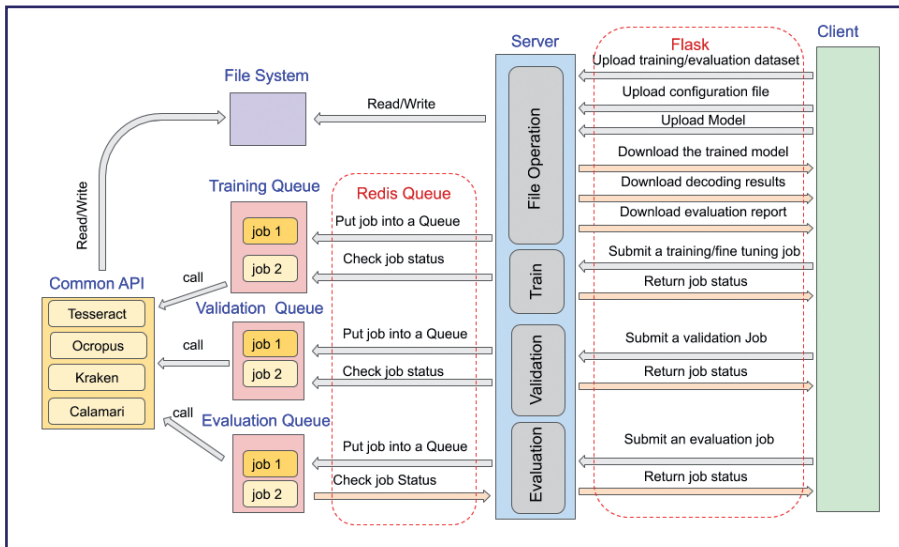 Server
Flask
Client
File System
Upload training/evaluation dataset
Upload configuration file
Upload Model
Read/Write
File Operation
Download the trained model
Download decoding results
Download evaluation report
Read/Write
Training Queue
Redis Queue
job 1
Put job into a Queue
job 2
Check job status
call
Train
Submit a training/fine tuning job
Return job status
Common API
Tesseract
Ocropus
Kraken
Calamari
Validation Queue
job 1
Put job into a Queue
call
job 2
Check job status
Validation
Submit a validation Job
Return job status
call
Evaluation Queue
job 1
Put job into a Queue
job 2
Check job Status
Evaluation
Submit an evaluation job
Return job status